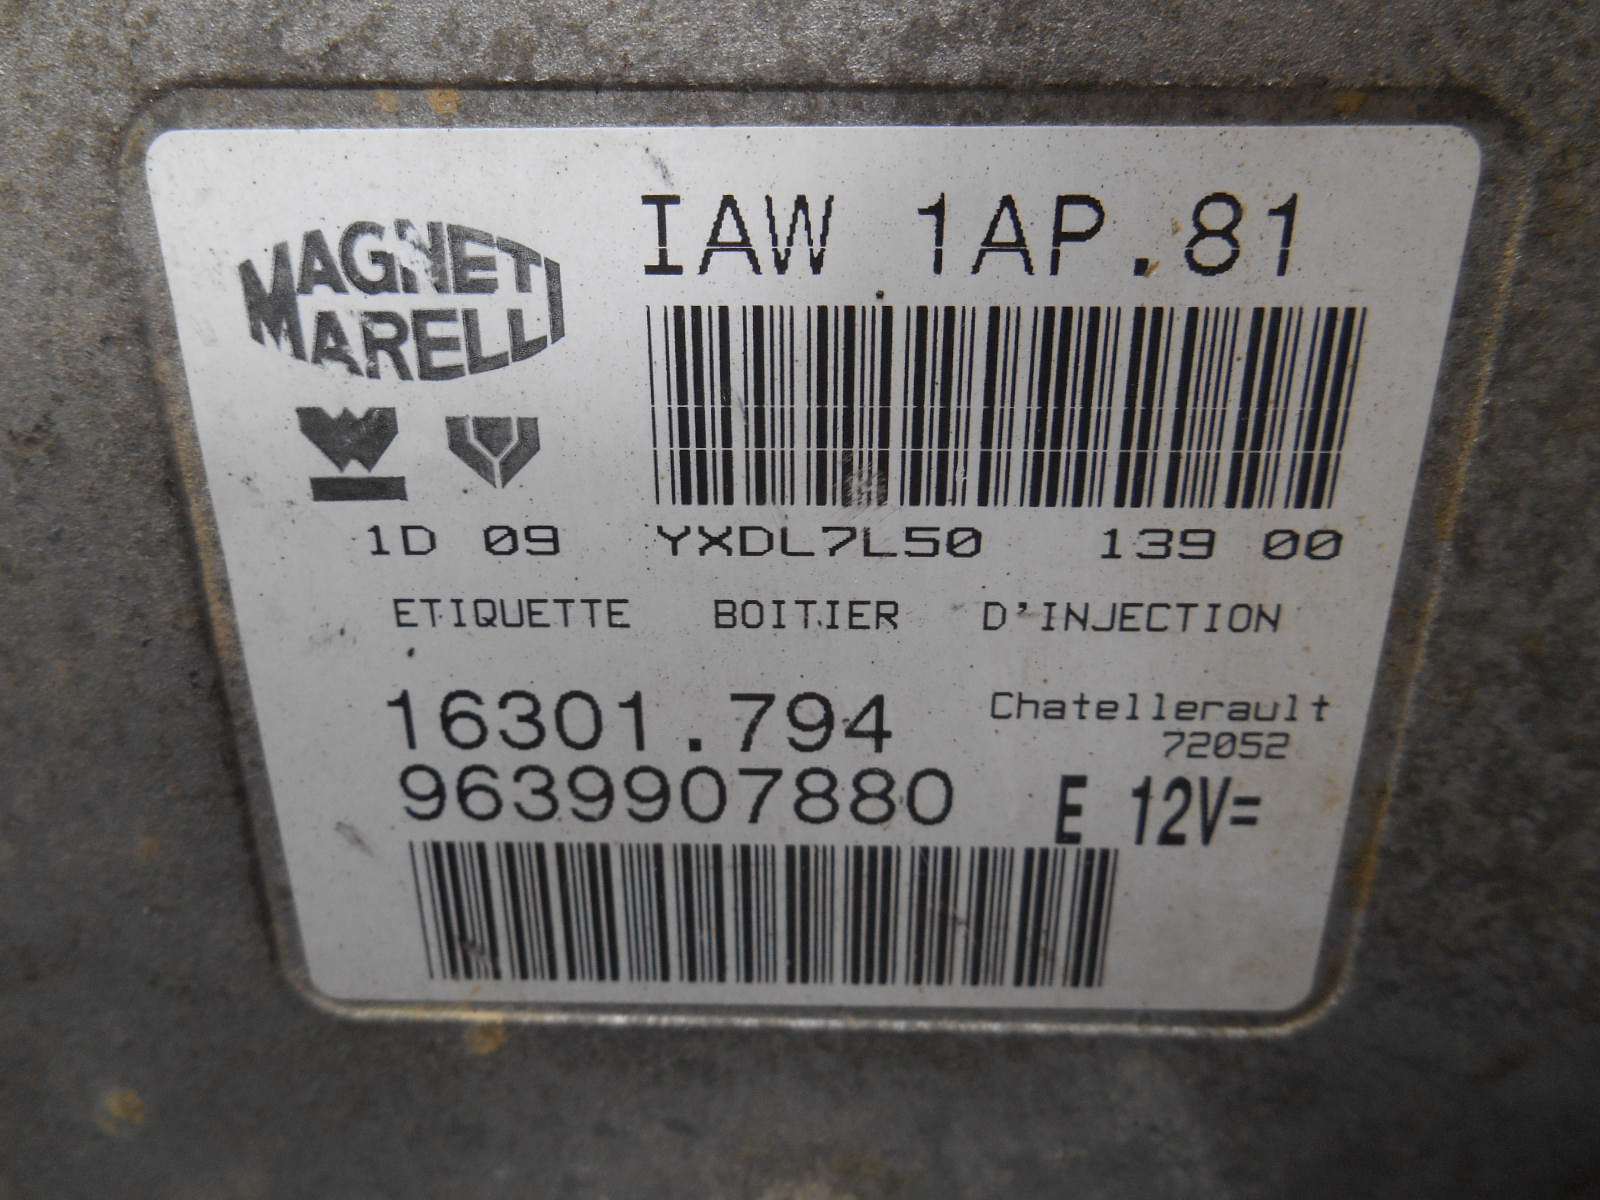 MAGNETI
MARELLI
IAW 1AP.81
1D 09 YXDL7L50 139 00
ETIQUETTE BOITIER D'INJECTION
16301.794
Chatellerault
72052
9639907880
E 12V=